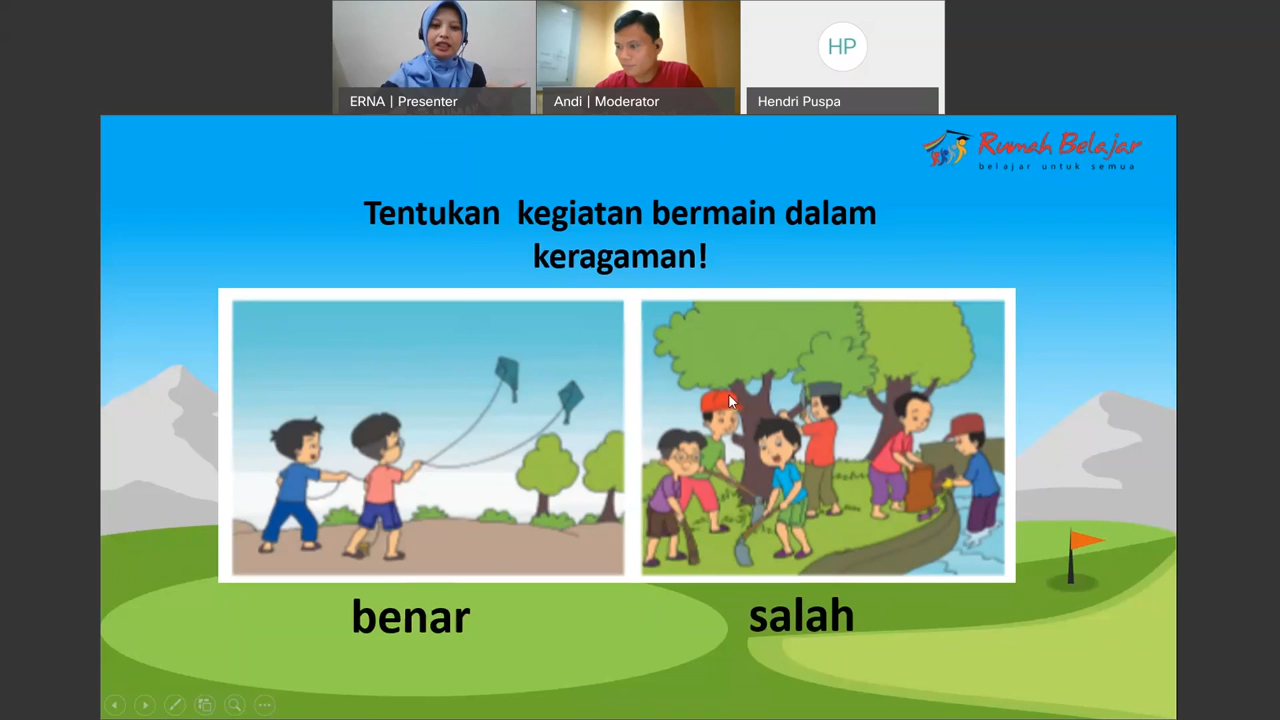 ERNA | Presenter
Andi | Moderator
HP
Hendri Puspa
Rumah Belajar
belajar untuk semua
Tentukan kegiatan bermain dalam
keragaman!
benar
salah